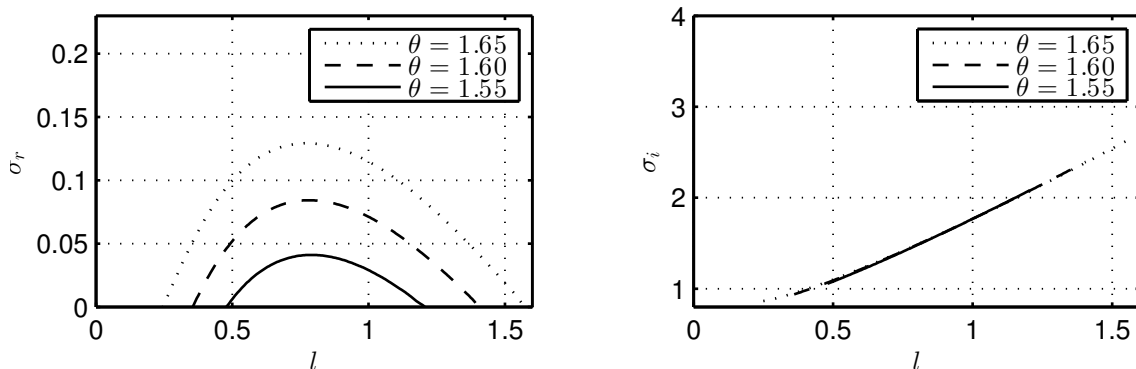 0.2
0.15
0.1
0.05
0
σ_r
0 0.5 1 1.5
l
θ = 1.65
θ = 1.60
θ = 1.55
4
3
2
1
σ_i
0 0.5 1 1.5
l
θ = 1.65
θ = 1.60
θ = 1.55